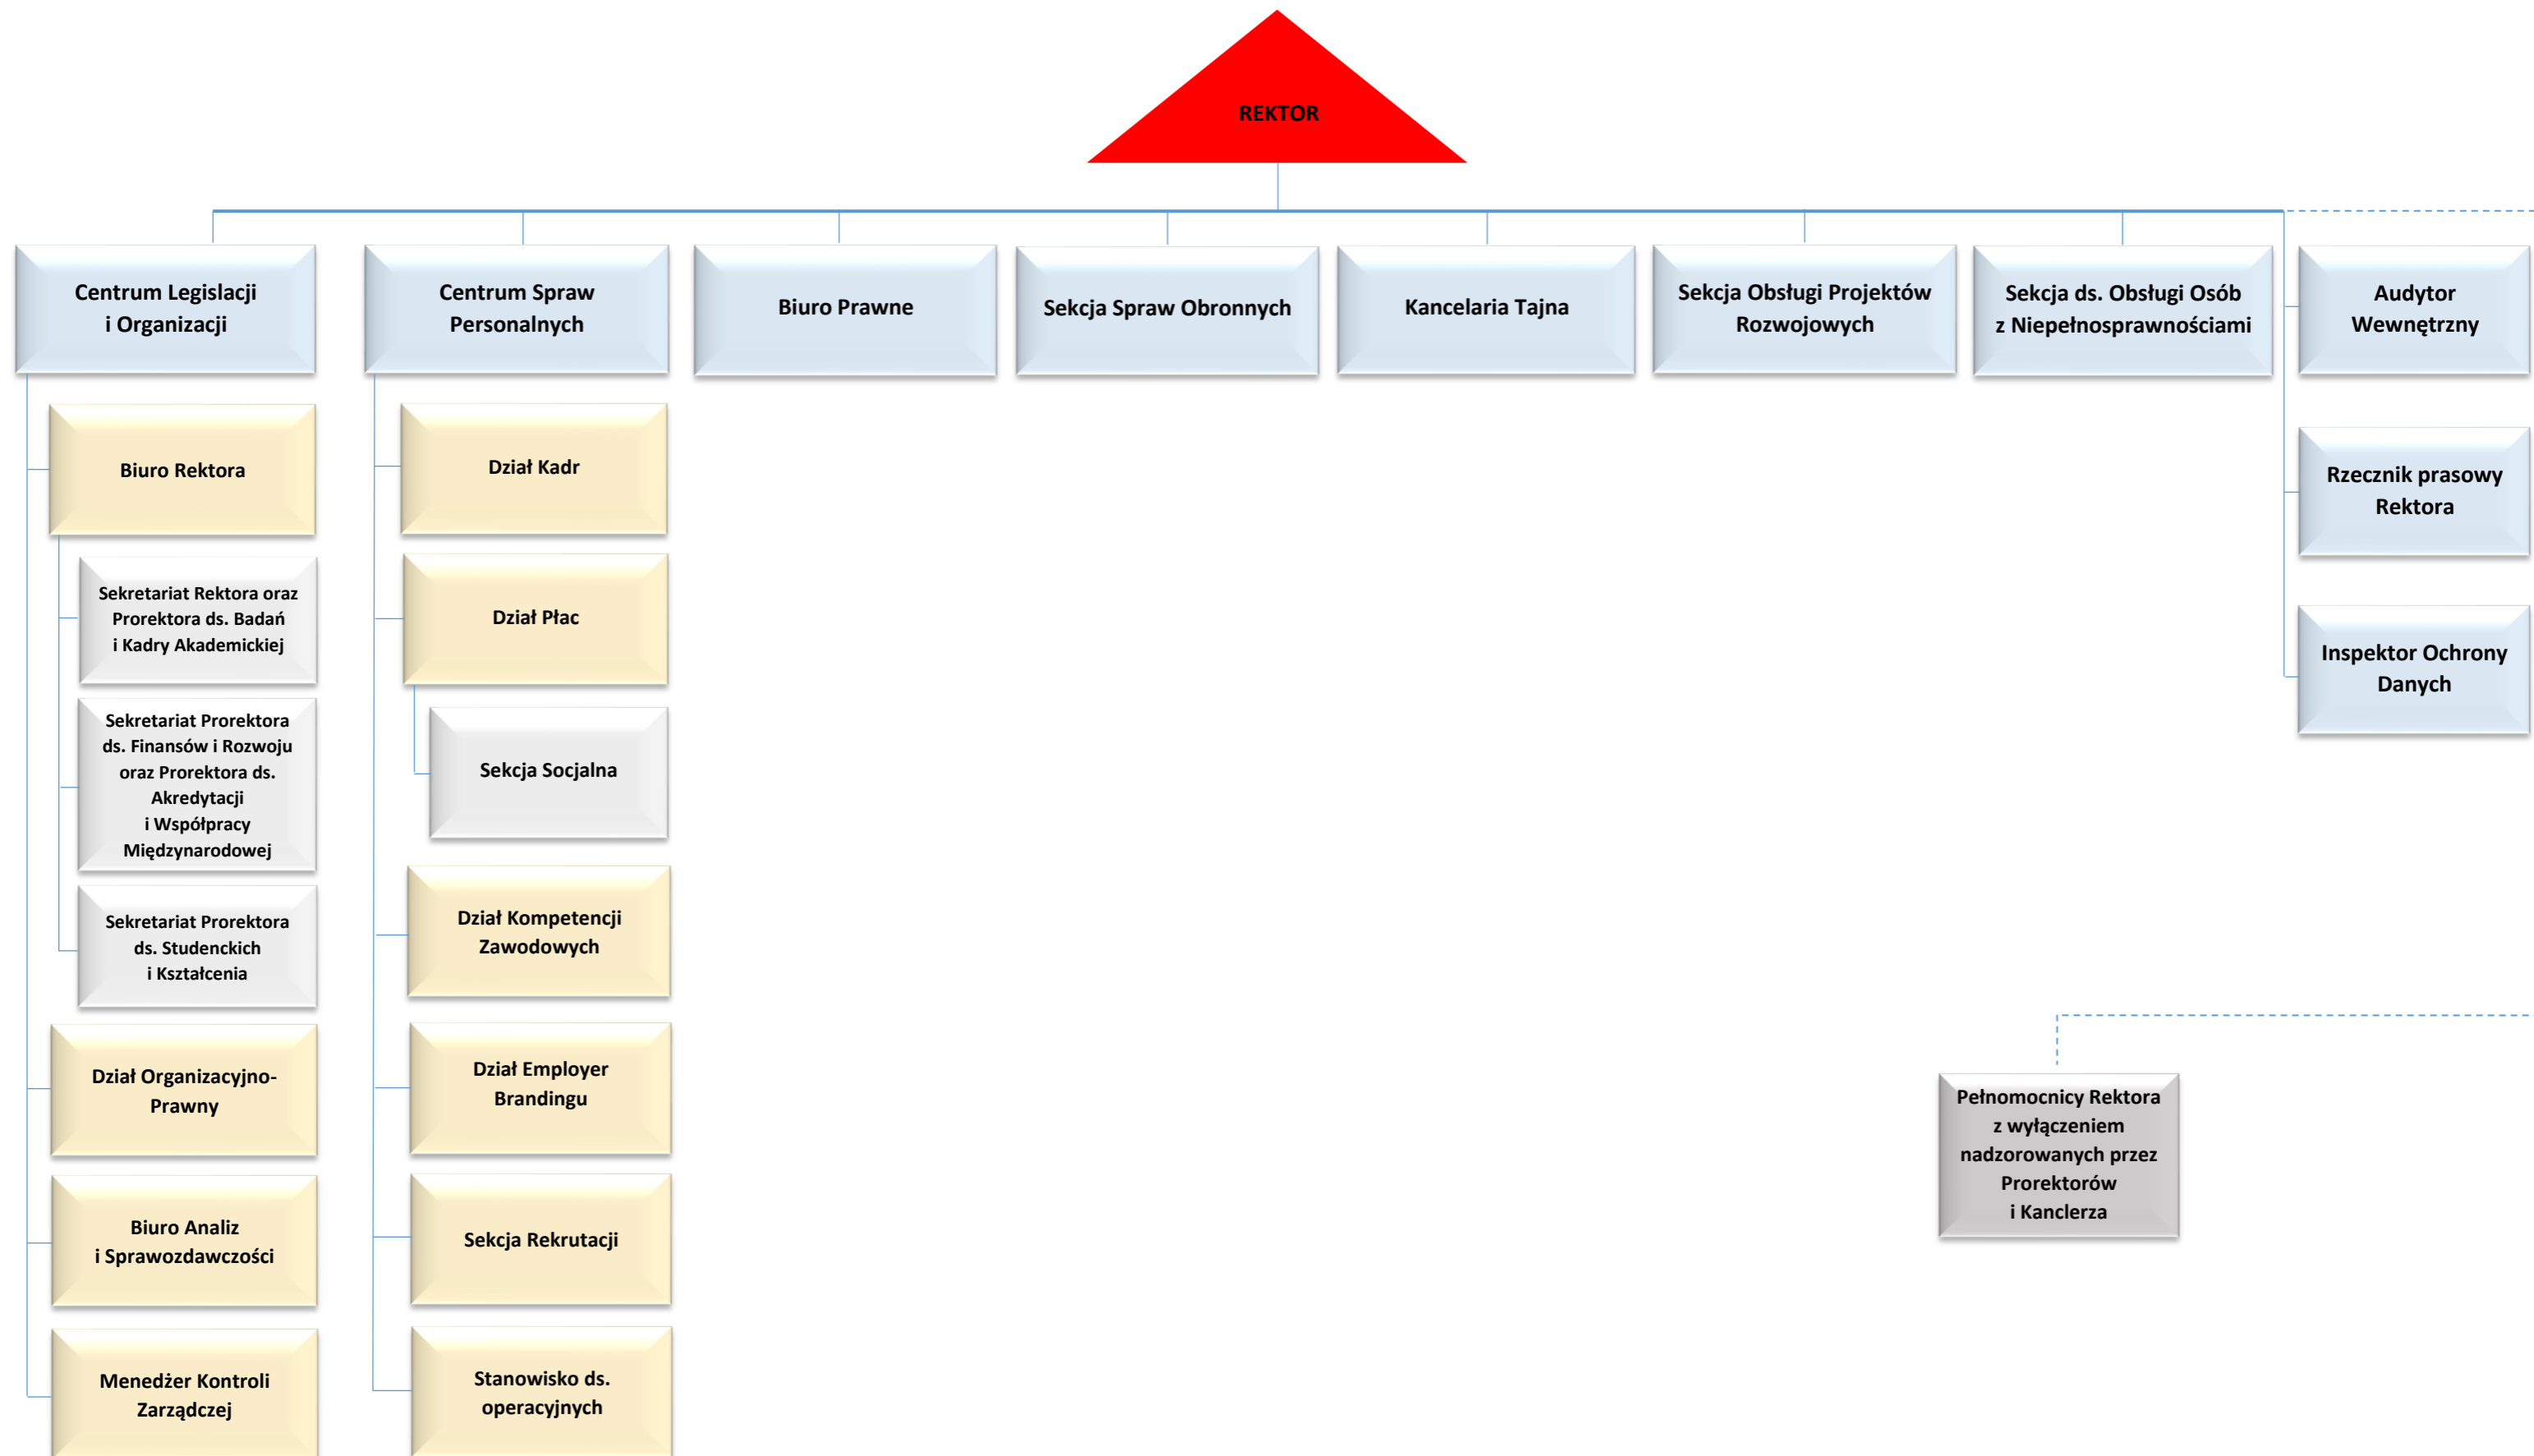 REKTOR
Centrum Legislacji
i Organizacji
Centrum Spraw
Personalnych
Biuro Prawne
Sekcja Spraw Obronnych
Kancelaria Tajna
Sekcja Obsługi Projektów
Rozwojowych
Sekcja ds. Obsługi Osób
z Niepełnosprawnościami
Audytor
Wewnętrzny
Biuro Rektora
Sekretariat Rektora oraz
Prorektora ds. Badań
i Kadry Akademickiej
Sekretariat Prorektora
ds. Finansów i Rozwoju
oraz Prorektora ds.
Akredytacji
i Współpracy
Międzynarodowej
Sekretariat Prorektora
ds. Studenckich
i Kształcenia
Dział Organizacyjno-
Prawny
Biuro Analiz
i Sprawozdawczości
Menedżer Kontroli
Zarządczej
Dział Kadr
Dział Płac
Sekcja Socjalna
Dział Kompetencji
Zawodowych
Dział Employer
Brandingu
Sekcja Rekrutacji
Stanowisko ds.
operacyjnych
Rzecznik prasowy
Rektora
Inspektor Ochrony
Danych
Pełnomocnicy Rektora
z wyłączeniem
nadzorowanych przez
Prorektorów
i Kanclerza